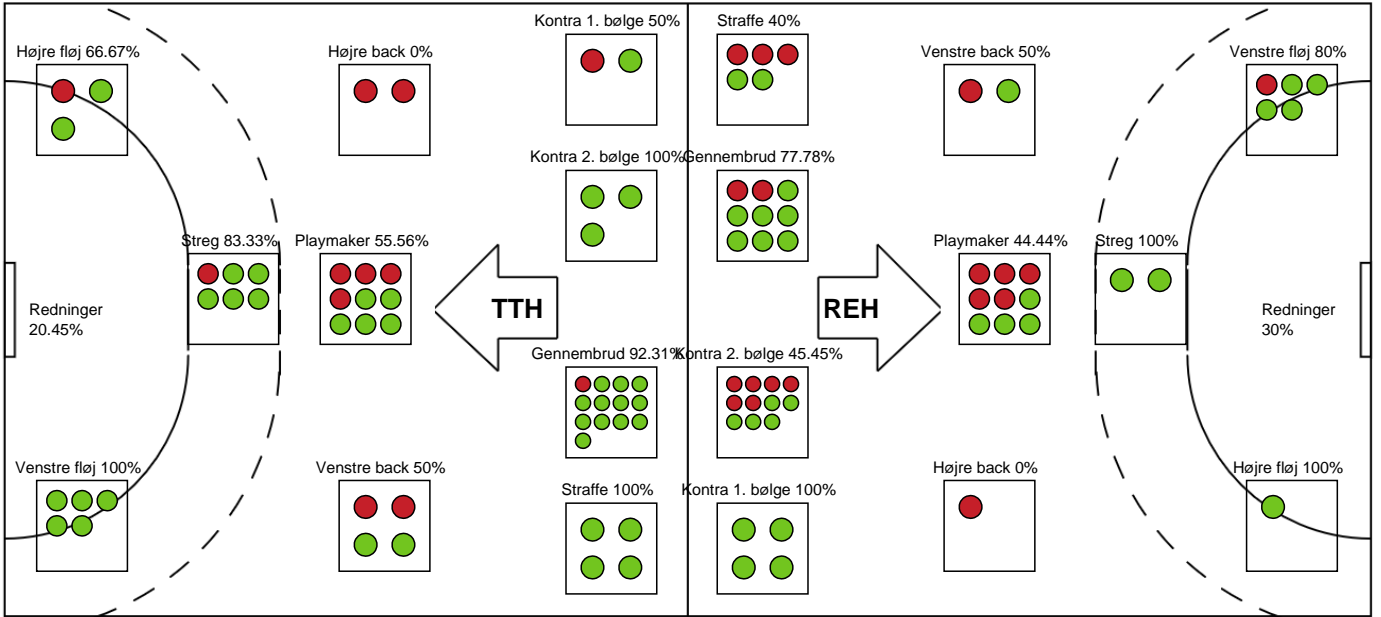 Kontra 1. bølge 50%
Straffe 40%
Højre fløj 66.67%
Højre back 0%
Venstre back 50%
Venstre fløj 80%
Kontra 2. bølge 100%
Gennembrud 77.78%
Streg 83.33%
Playmaker 55.56%
Playmaker 44.44%
Streg 100%
Redninger
20.45%
TTH
REH
Redninger
30%
Gennembrud 92.31%
Kontra 2. bølge 45.45%
Venstre fløj 100%
Venstre back 50%
Højre back 0%
Højre fløj 100%
Straffe 100%
Kontra 1. bølge 100%